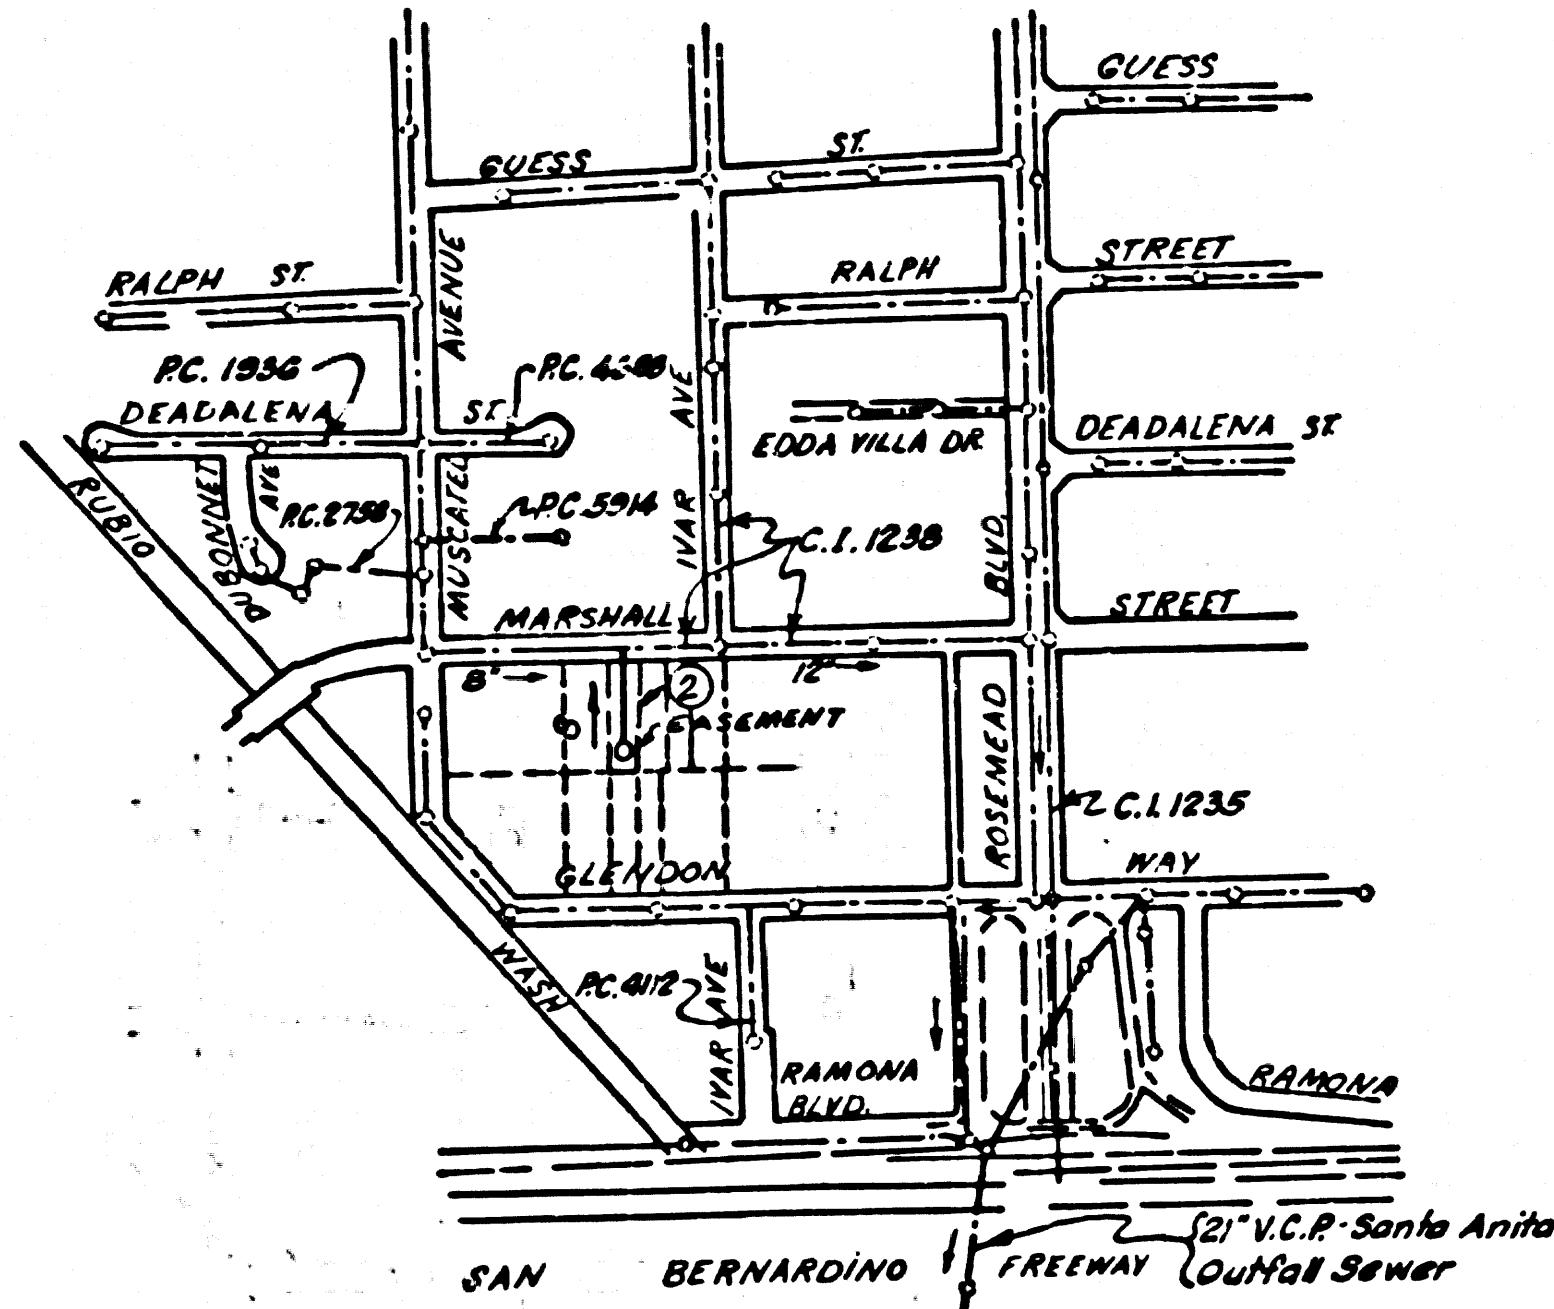 GUESS
GUESS ST.
STREET
RALPH ST.
RALPH
AVENUE
P.C. 1936
P.C.
DEADALENA ST.
AVE
EDDA VILLA DR.
DEADALENA ST.
RUBIO
DUBONNET
AVE
P.C. 2758
MUSCATEL
P.C. 5914
IVAR
C.I. 1238
BLVD.
MARSHALL
STREET
8"
2
12"
8
EASEMENT
ROSEMEAD
C.I. 1235
GLENDON
WAY
WASH
P.C. 4112
IVAR AVE
RAMONA
BLVD.
RAMONA
21" V.C.P. - Santa Anita
Outfall Sewer
SAN BERNARDINO FREEWAY